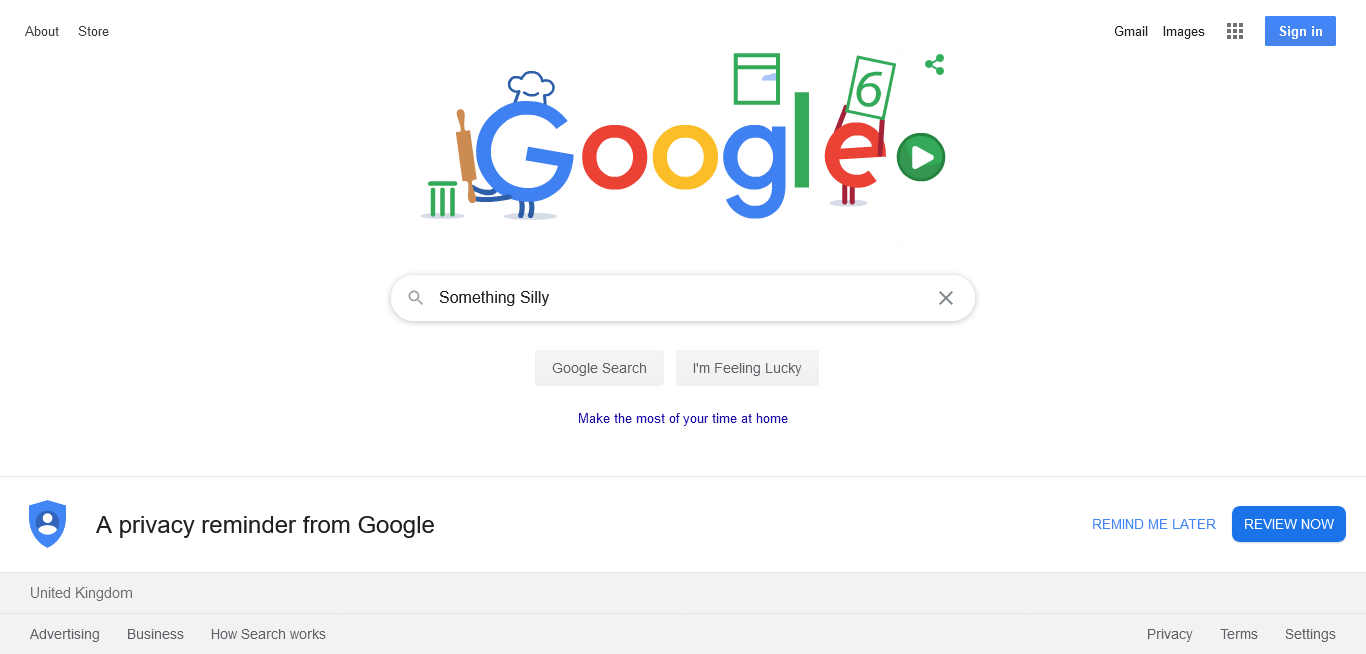 About Store Gmail Images Sign in
Google
6
Something Silly
Google Search I'm Feeling Lucky
Make the most of your time at home
A privacy reminder from Google REMIND ME LATER REVIEW NOW
United Kingdom
Advertising Business How Search works Privacy Terms Settings